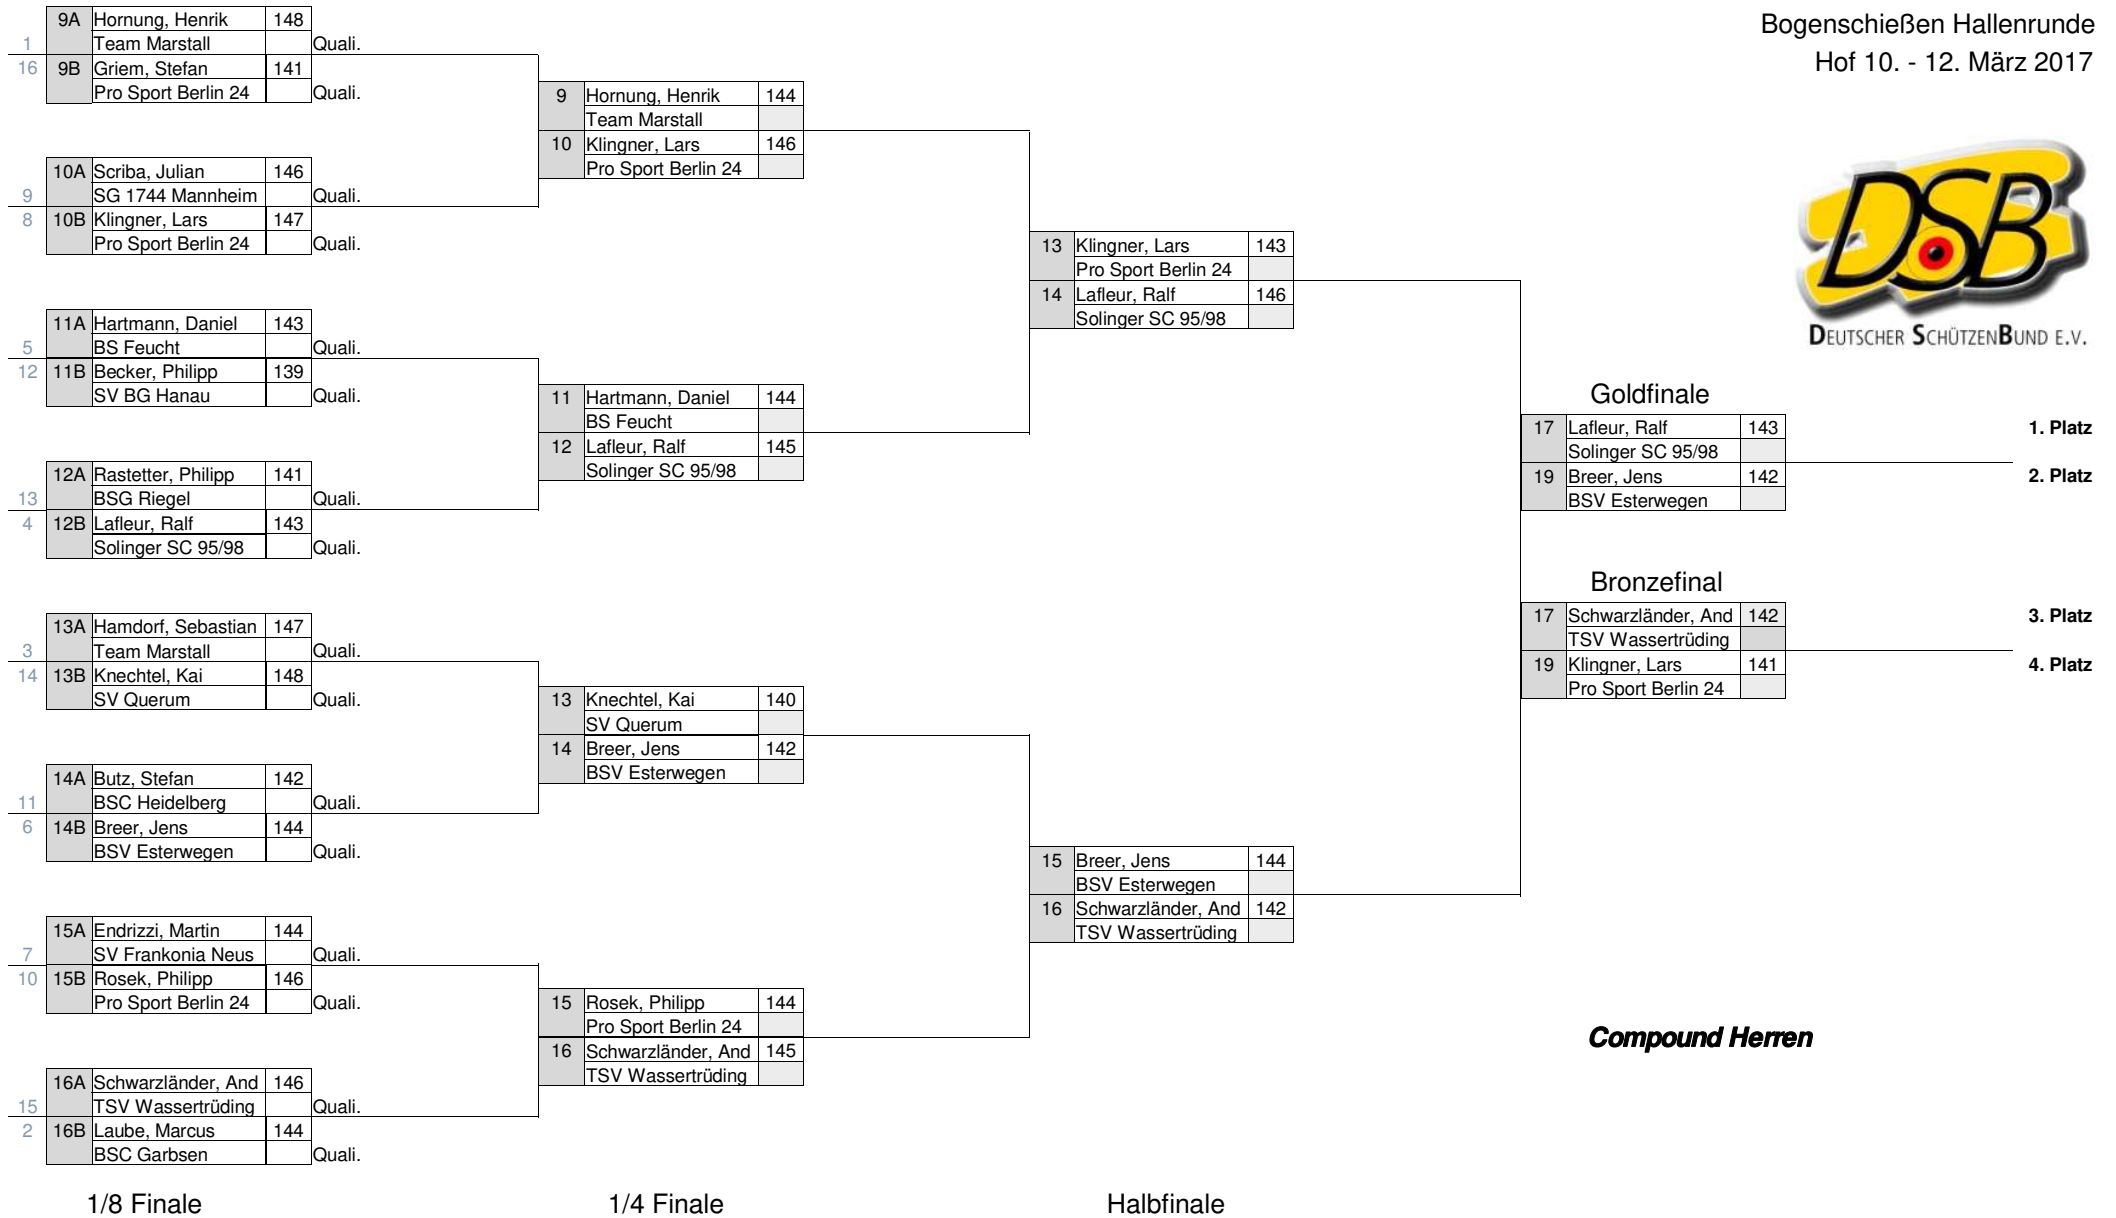 Bogenschießen Hallenrunde
Hof 10. - 12. März 2017
DSB
DEUTSCHER SCHÜTZENBUND E.V.
9A Hornung, Henrik 148
1 Team Marstall Quali.
16 9B Griem, Stefan 141
Pro Sport Berlin 24 Quali.
10A Scriba, Julian 146
9 SG 1744 Mannheim Quali.
8 10B Klingner, Lars 147
Pro Sport Berlin 24 Quali.
11A Hartmann, Daniel 143
5 BS Feucht Quali.
12 11B Becker, Philipp 139
SV BG Hanau Quali.
12A Rastetter, Philipp 141
13 BSG Riegel Quali.
4 12B Lafleur, Ralf 143
Solinger SC 95/98 Quali.
13A Hamdorf, Sebastian 147
3 Team Marstall Quali.
14 13B Knechtel, Kai 148
SV Querum Quali.
14A Butz, Stefan 142
11 BSC Heidelberg Quali.
6 14B Breer, Jens 144
BSV Esterwegen Quali.
15A Endrizzi, Martin 144
7 SV Frankonia Neus Quali.
10 15B Rosek, Philipp 146
Pro Sport Berlin 24 Quali.
16A Schwarzländer, And 146
15 TSV Wassertrüding Quali.
2 16B Laube, Marcus 144
BSC Garbsen Quali.
1/8 Finale
9 Hornung, Henrik 144
Team Marstall
10 Klingner, Lars 146
Pro Sport Berlin 24
11 Hartmann, Daniel 144
BS Feucht
12 Lafleur, Ralf 145
Solinger SC 95/98
13 Knechtel, Kai 140
SV Querum
14 Breer, Jens 142
BSV Esterwegen
15 Rosek, Philipp 144
Pro Sport Berlin 24
16 Schwarzländer, And 145
TSV Wassertrüding
1/4 Finale
13 Klingner, Lars 143
Pro Sport Berlin 24
14 Lafleur, Ralf 146
Solinger SC 95/98
15 Breer, Jens 144
BSV Esterwegen
16 Schwarzländer, And 142
TSV Wassertrüding
Halbfinale
Goldfinale
17 Lafleur, Ralf 143 1. Platz
Solinger SC 95/98
19 Breer, Jens 142 2. Platz
BSV Esterwegen
Bronzefinal
17 Schwarzländer, And 142 3. Platz
TSV Wassertrüding
19 Klingner, Lars 141 4. Platz
Pro Sport Berlin 24
Compound Herren